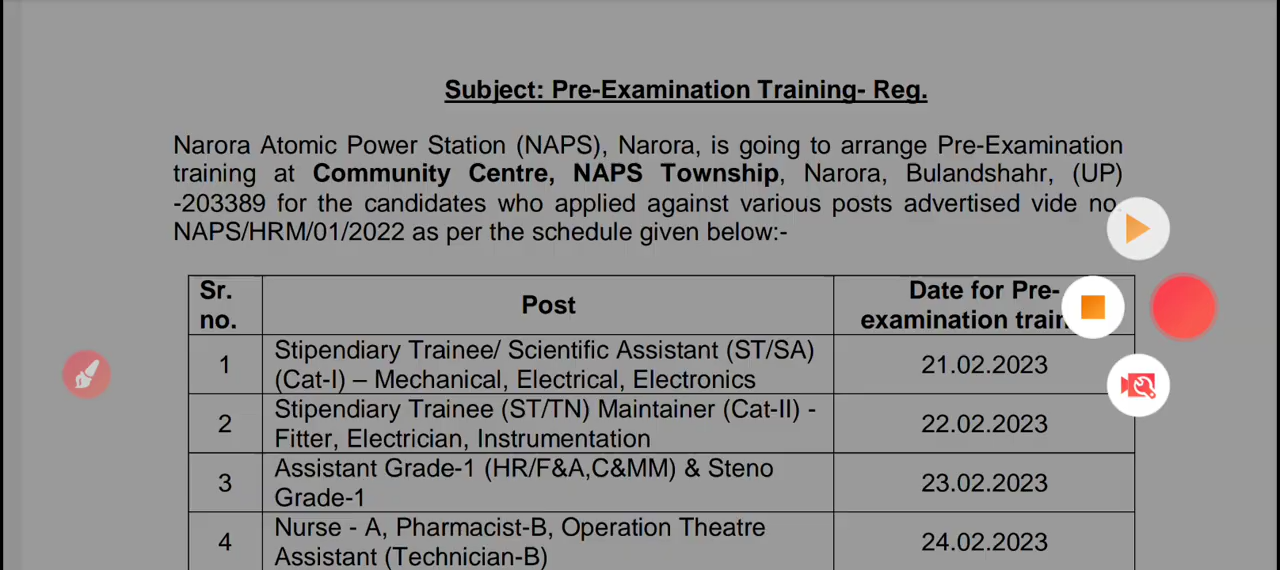 Subject: Pre-Examination Training- Reg.
Narora Atomic Power Station (NAPS), Narora, is going to arrange Pre-Examination
training at Community Centre, NAPS Township, Narora, Bulandshahr, (UP)
-203389 for the candidates who applied against various posts advertised vide no.
NAPS/HRM/01/2022 as per the schedule given below:-
Sr. no.
Post
Date for Pre-
examination
1
Stipendiary Trainee/ Scientific Assistant (ST/SA)
(Cat-I) – Mechanical, Electrical, Electronics
21.02.2023
2
Stipendiary Trainee (ST/TN) Maintainer (Cat-II) -
Fitter, Electrician, Instrumentation
22.02.2023
3
Assistant Grade-1 (HR/F&A,C&MM) & Steno
Grade-1
23.02.2023
4
Nurse - A, Pharmacist-B, Operation Theatre
Assistant (Technician-B)
24.02.2023